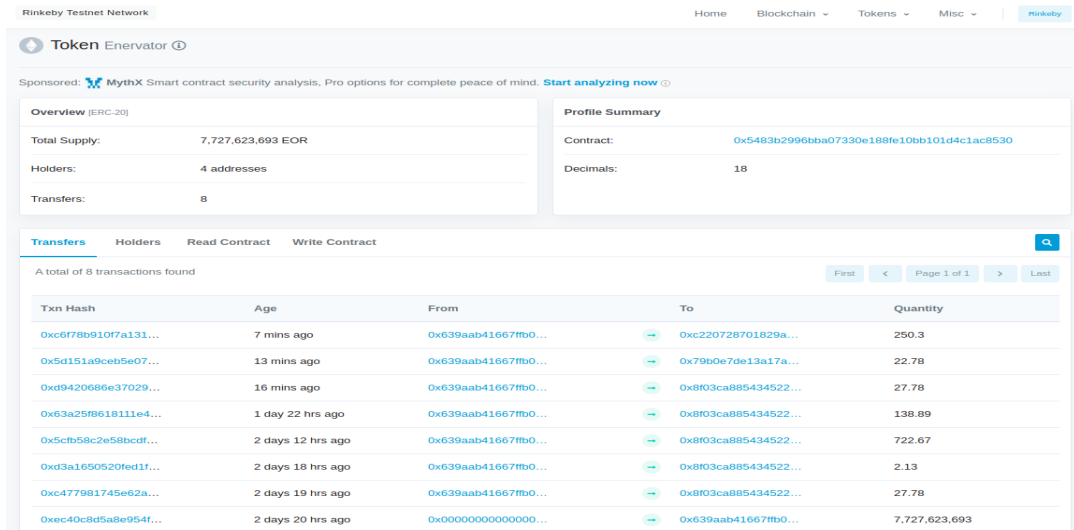 Rinkeby Testnet Network Home Blockchain Tokens Misc Rinkeby
Token Enervator
Sponsored: MythX Smart contract security analysis, Pro options for complete peace of mind. Start analyzing now
Overview [ERC-20]
Total Supply: 7,727,623,693 EOR
Holders: 4 addresses
Transfers: 8
Profile Summary
Contract: 0x5483b2996bba07330e188fe10bb101d4c1ac8530
Decimals: 18
Transfers Holders Read Contract Write Contract
A total of 8 transactions found First < Page 1 of 1 > Last
Txn Hash Age From To Quantity
0xc6f78b910f7a131... 7 mins ago 0x639aab41667ffb0... → 0xc220728701829a... 250.3
0x5d151a9ceb5e07... 13 mins ago 0x639aab41667ffb0... → 0x79b0e7de13a17a... 22.78
0xd9420686e37029... 16 mins ago 0x639aab41667ffb0... → 0x8f03ca885434522... 27.78
0x63a25f8618111e4... 1 day 22 hrs ago 0x639aab41667ffb0... → 0x8f03ca885434522... 138.89
0x5cfb58c2e58bcdf... 2 days 12 hrs ago 0x639aab41667ffb0... → 0x8f03ca885434522... 722.67
0xd3a1650520fed1f... 2 days 18 hrs ago 0x639aab41667ffb0... → 0x8f03ca885434522... 2.13
0xc477981745e62a... 2 days 19 hrs ago 0x639aab41667ffb0... → 0x8f03ca885434522... 27.78
0xec40c8d5a8e954f... 2 days 20 hrs ago 0x00000000000000... → 0x639aab41667ffb0... 7,727,623,693